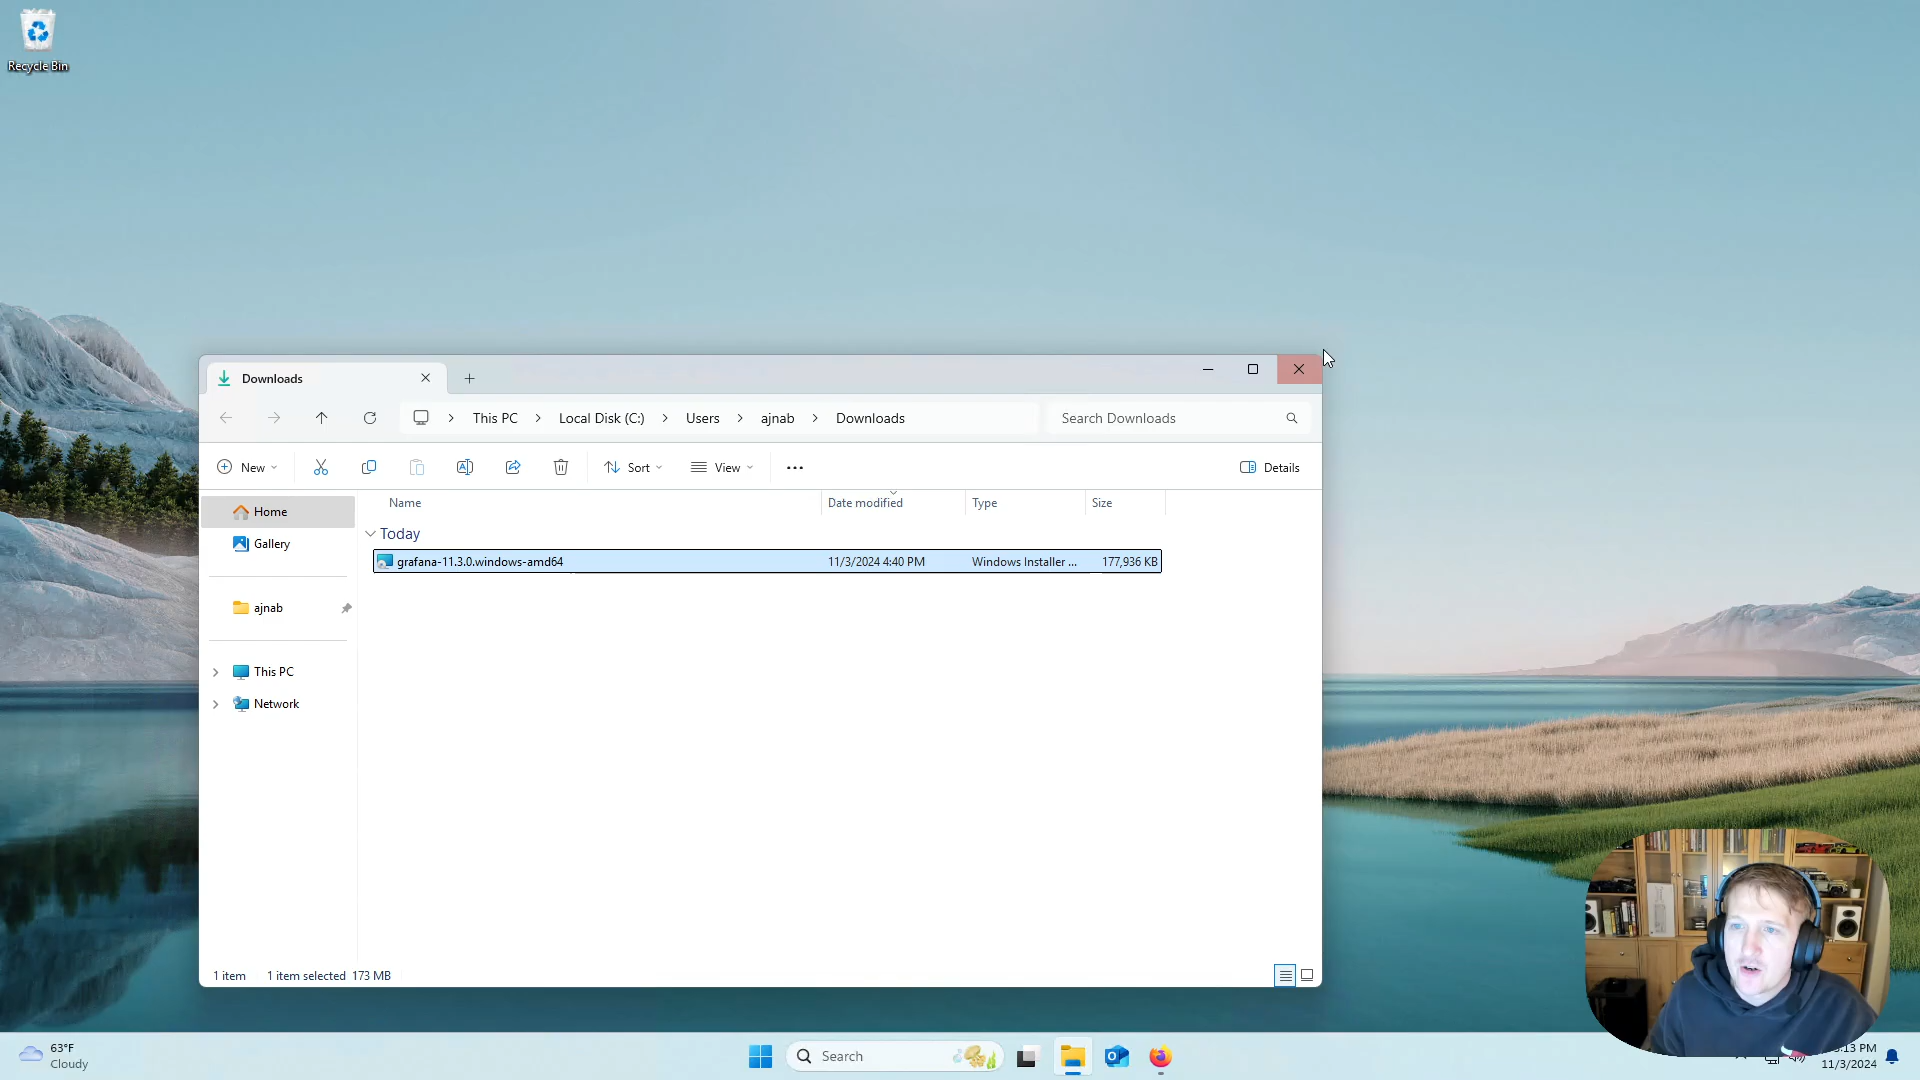 Recycle Bin
Downloads
This PC
Local Disk (C:)
Users
ajnab
Downloads
Search Downloads
New
Sort
View
Details
Home
Gallery
ajnab
This PC
Network
Name
Date modified
Type
Size
Today
grafana-11.3.0.windows-amd64
11/3/2024 4:40 PM
Windows Installer ...
177,936 KB
1 item
1 item selected 173 MB
63°F
Cloudy
Search
:13 PM
11/3/2024